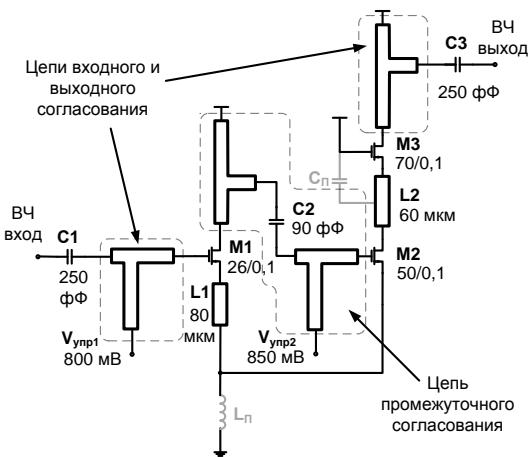 Цепи входного и
выходного
согласования
C3
ВЧ
выход
250 фФ
M3
70/0,1
Cп
L2
60 мкм
C2
90 фФ
ВЧ
вход
C1
250
фФ
M1
26/0,1
M2
50/0,1
L1
80
мкм
Vупр1
800 мВ
Vупр2
850 мВ
Lп
Цепь
промежуточного
согласования